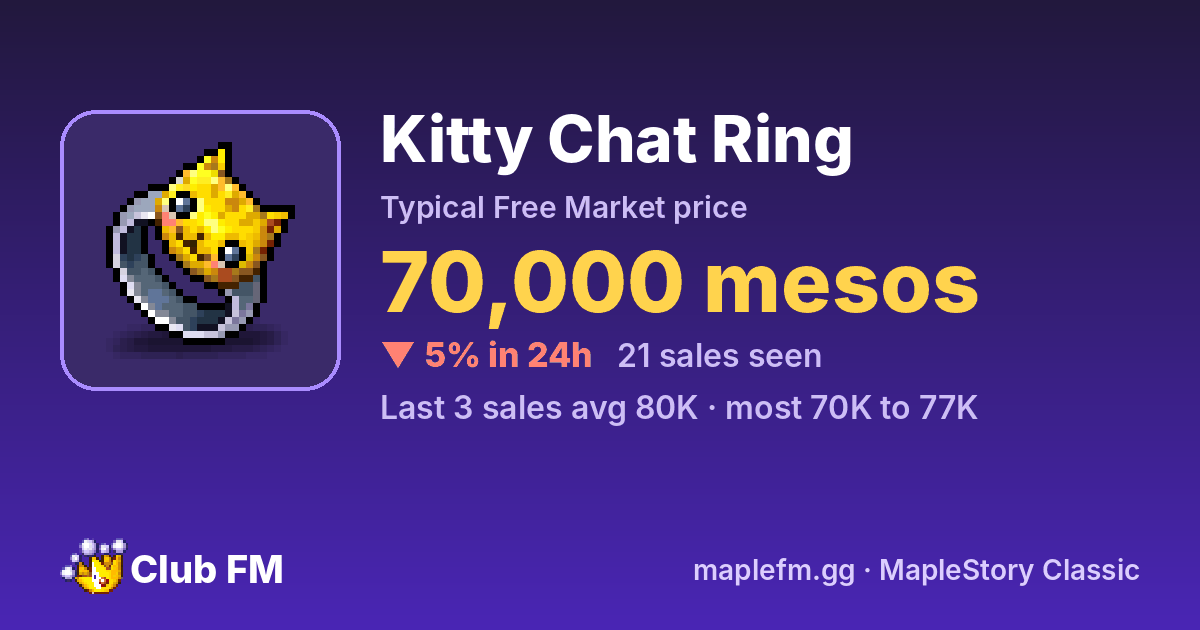 Kitty Chat Ring
Typical Free Market price
70,000 mesos
▼ 5% in 24h 21 sales seen
Last 3 sales avg 80K · most 70K to 77K
Club FM
maplefm.gg · MapleStory Classic